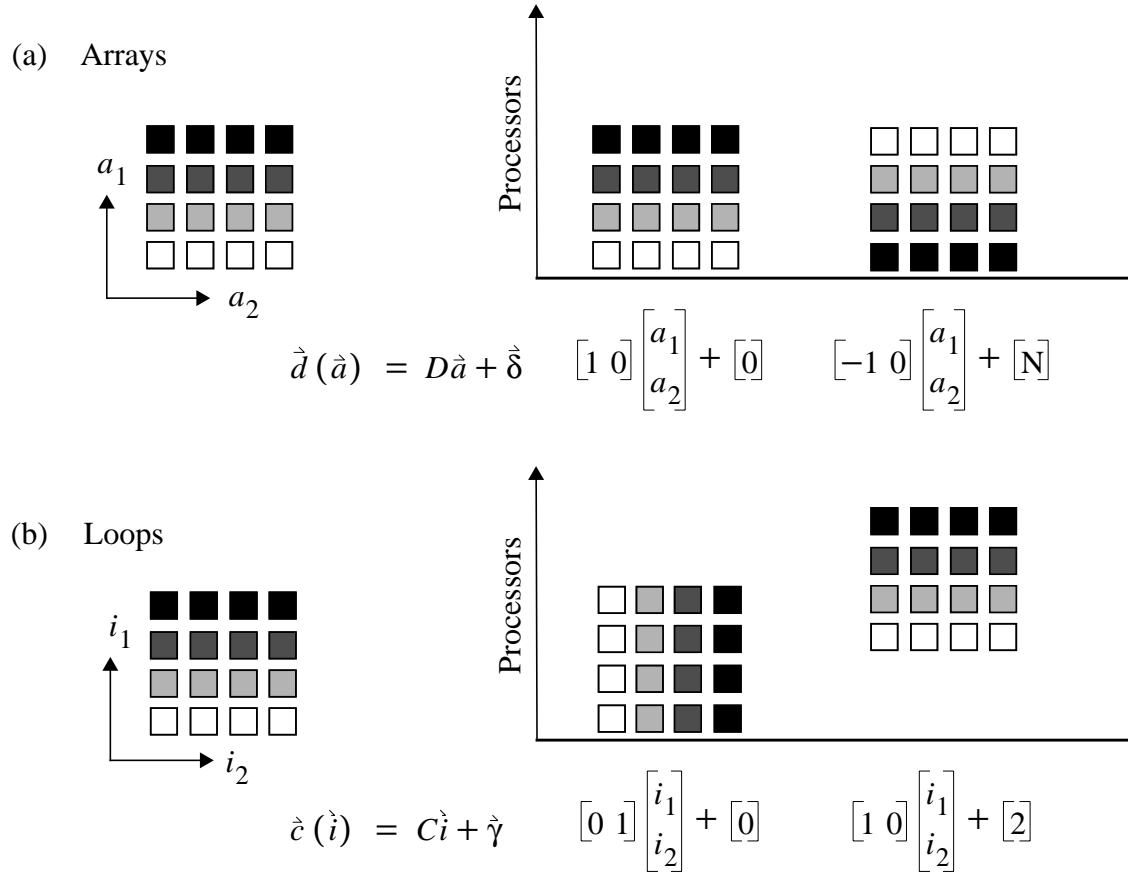 (a) Arrays
Processors
a1
a2
d⃗ (a⃗) = Da⃗ + δ⃗
[1 0] [a1 a2] + [0]
[−1 0] [a1 a2] + [N]
(b) Loops
Processors
i1
i2
c⃗ (i⃗) = Ci⃗ + γ⃗
[0 1] [i1 i2] + [0]
[1 0] [i1 i2] + [2]